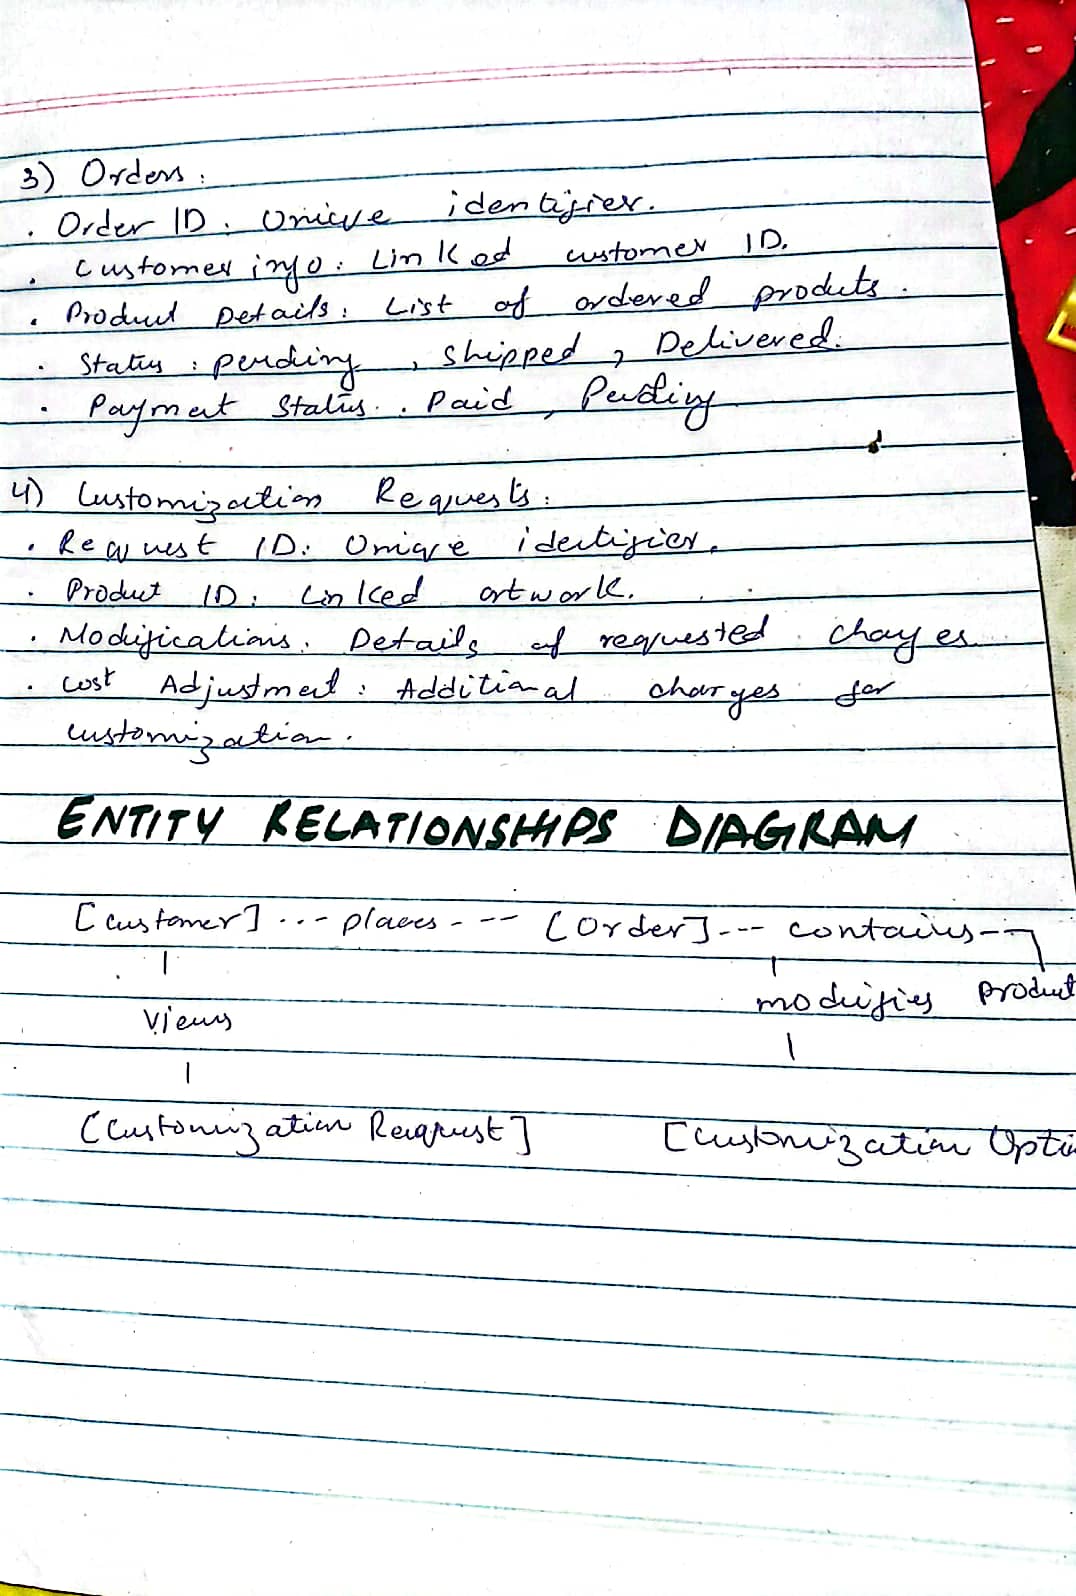 3) Orders :
. Order ID : Unique identifier.
. Customer info : Linked customer ID.
. Product Details : List of ordered produts.
. Status : pending , Shipped , Delivered.
. Payment Status : Paid , Pending
4) Customization Requests :
. Request ID : Unique identifier.
. Product ID : Linked artwork.
. Modifications : Details of requested changes
. Cost Adjustment : Additional charges for
customization.
ENTITY RELATIONSHIPS DIAGRAM
[Customer] --- places --- [Order] --- contains --
modifies product
Views
[Customization Request] [Customization Opti